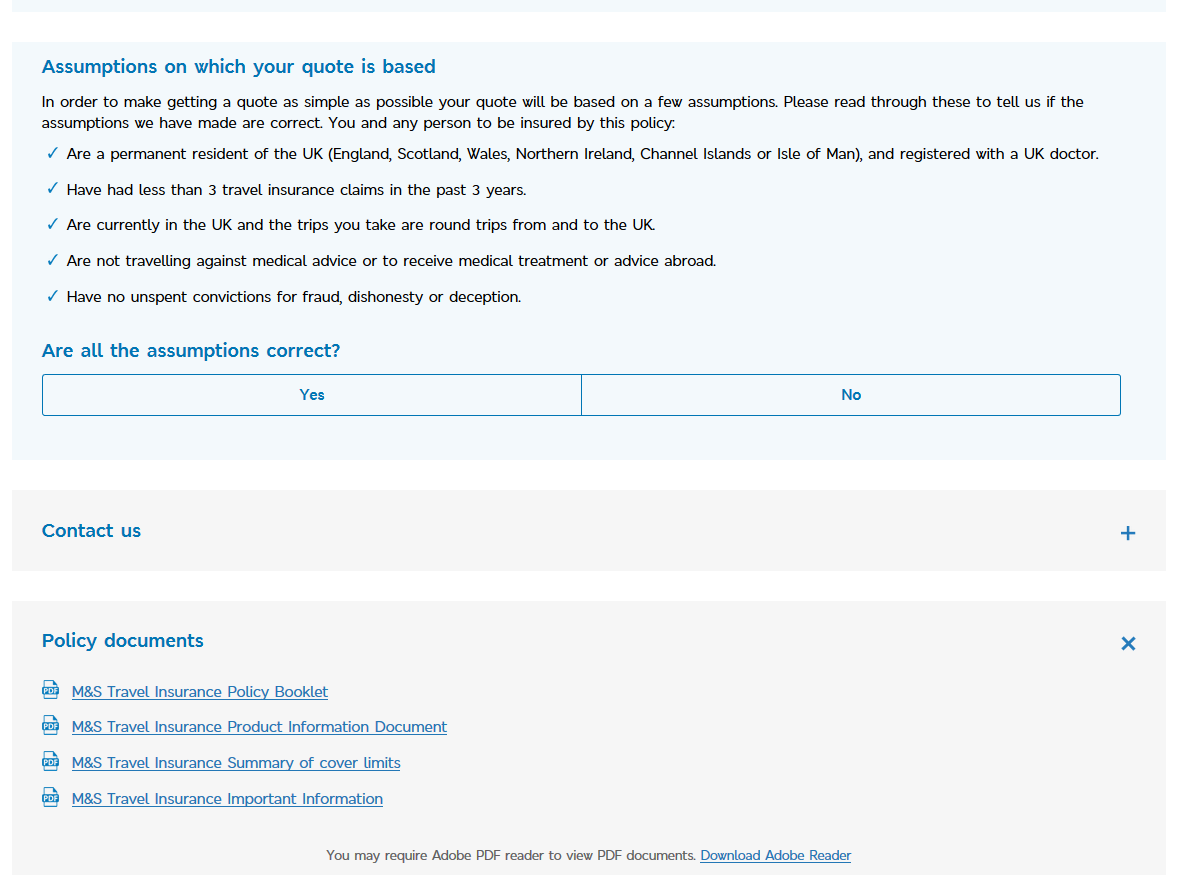 Assumptions on which your quote is based
In order to make getting a quote as simple as possible your quote will be based on a few assumptions. Please read through these to tell us if the
assumptions we have made are correct. You and any person to be insured by this policy:
✓ Are a permanent resident of the UK (England, Scotland, Wales, Northern Ireland, Channel Islands or Isle of Man), and registered with a UK doctor.
✓ Have had less than 3 travel insurance claims in the past 3 years.
✓ Are currently in the UK and the trips you take are round trips from and to the UK.
✓ Are not travelling against medical advice or to receive medical treatment or advice abroad.
✓ Have no unspent convictions for fraud, dishonesty or deception.
Are all the assumptions correct?
Yes No
Contact us +
Policy documents ×
PDF M&S Travel Insurance Policy Booklet
PDF M&S Travel Insurance Product Information Document
PDF M&S Travel Insurance Summary of cover limits
PDF M&S Travel Insurance Important Information
You may require Adobe PDF reader to view PDF documents. Download Adobe Reader